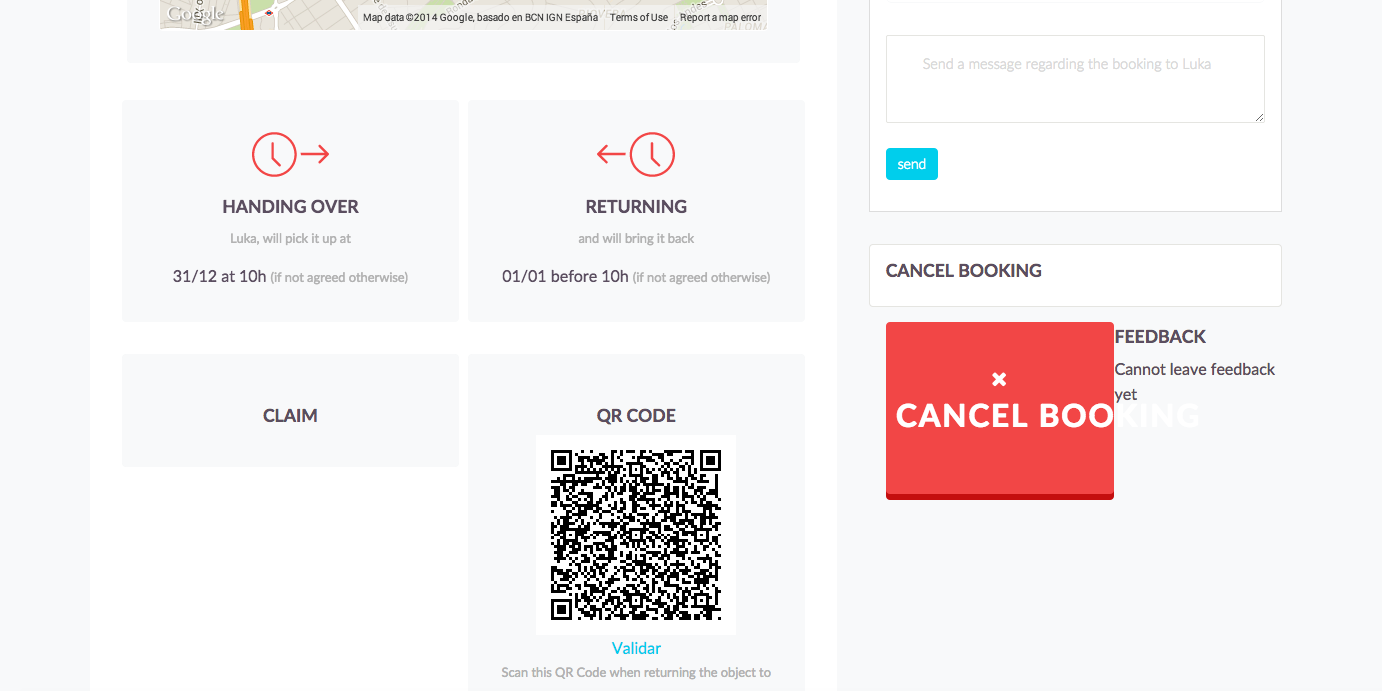 Google
Map data ©2014 Google, basado en BCN IGN España Terms of Use Report a map error
HANDING OVER
Luka, will pick it up at
31/12 at 10h (if not agreed otherwise)
RETURNING
and will bring it back
01/01 before 10h (if not agreed otherwise)
CLAIM
QR CODE
Validar
Scan this QR Code when returning the object to
Send a message regarding the booking to Luka
send
CANCEL BOOKING
CANCEL BOOKING
FEEDBACK
Cannot leave feedback
yet